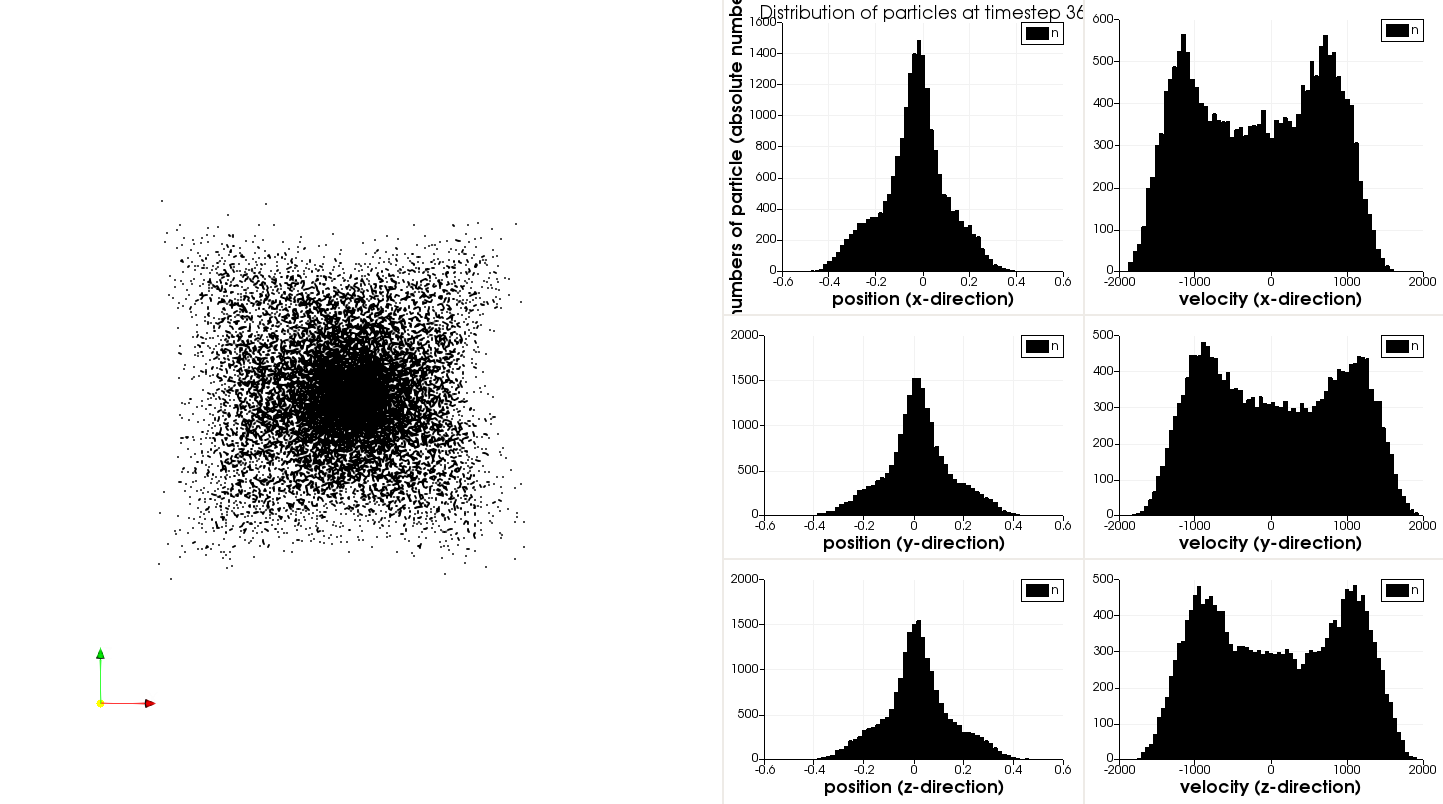 Distribution of particles at timestep 36
numbers of particle (absolute numbe
1600
1400
1200
1000
800
600
400
200
0
n
-0.6 -0.4 -0.2 0 0.2 0.4 0.6
position (x-direction)
600
500
400
300
200
100
0
n
-2000 -1000 0 1000 2000
velocity (x-direction)
2000
1500
1000
500
0
n
-0.6 -0.4 -0.2 0 0.2 0.4 0.6
position (y-direction)
500
400
300
200
100
0
n
-2000 -1000 0 1000 2000
velocity (y-direction)
2000
1500
1000
500
0
n
-0.6 -0.4 -0.2 0 0.2 0.4 0.6
position (z-direction)
500
400
300
200
100
0
n
-2000 -1000 0 1000 2000
velocity (z-direction)